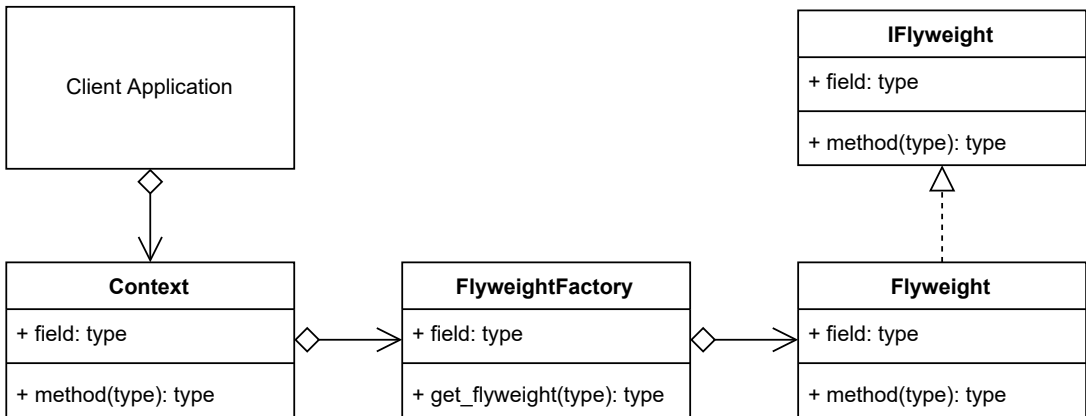 Client Application
IFlyweight
+ field: type
+ method(type): type
Context
+ field: type
+ method(type): type
FlyweightFactory
+ field: type
+ get_flyweight(type): type
Flyweight
+ field: type
+ method(type): type